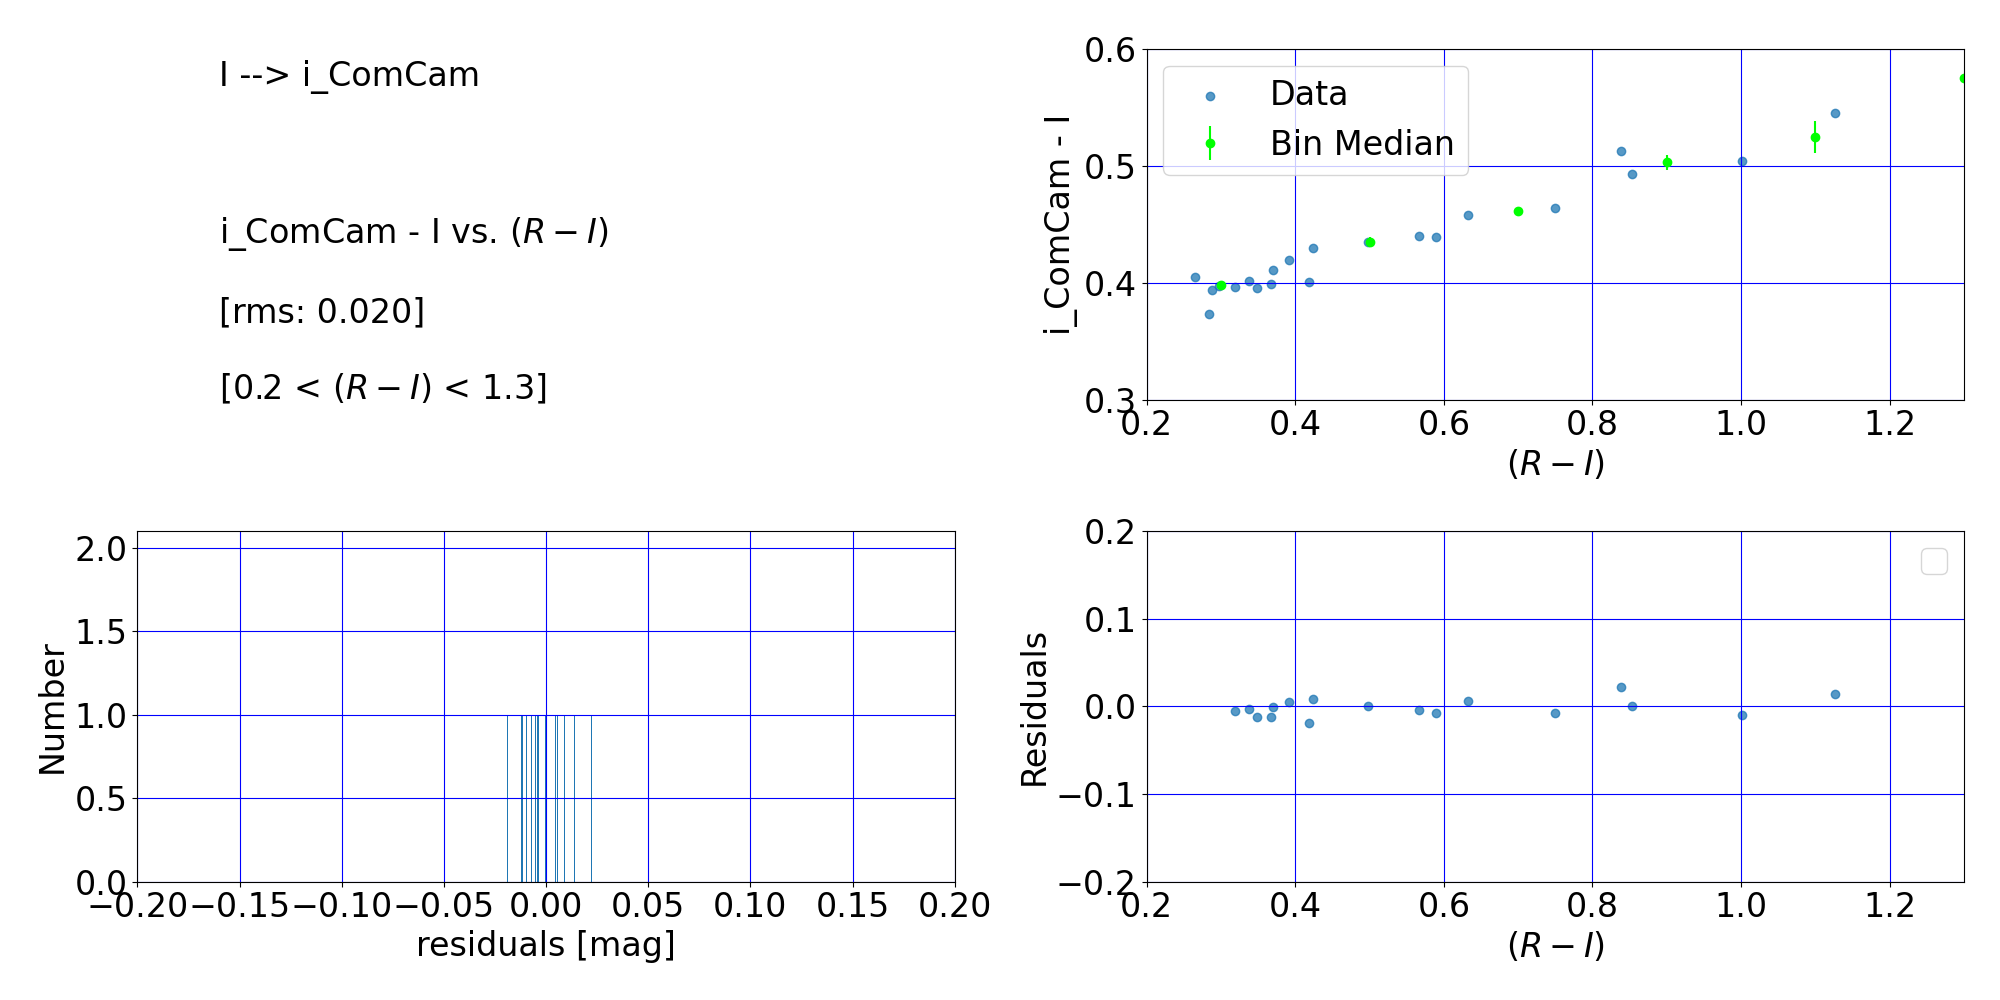 I --> i_ComCam
i_ComCam - I vs. (R − I)
[rms: 0.020]
[0.2 < (R − I) < 1.3]
0.6
0.5
0.4
0.3
i_ComCam - I
Data
Bin Median
0.2 0.4 0.6 0.8 1.0 1.2
(R − I)
2.0
1.5
1.0
0.5
0.0
Number
−0.20 −0.15 −0.10 −0.05 0.00 0.05 0.10 0.15 0.20
residuals [mag]
0.2
0.1
0.0
−0.1
−0.2
Residuals
0.2 0.4 0.6 0.8 1.0 1.2
(R − I)